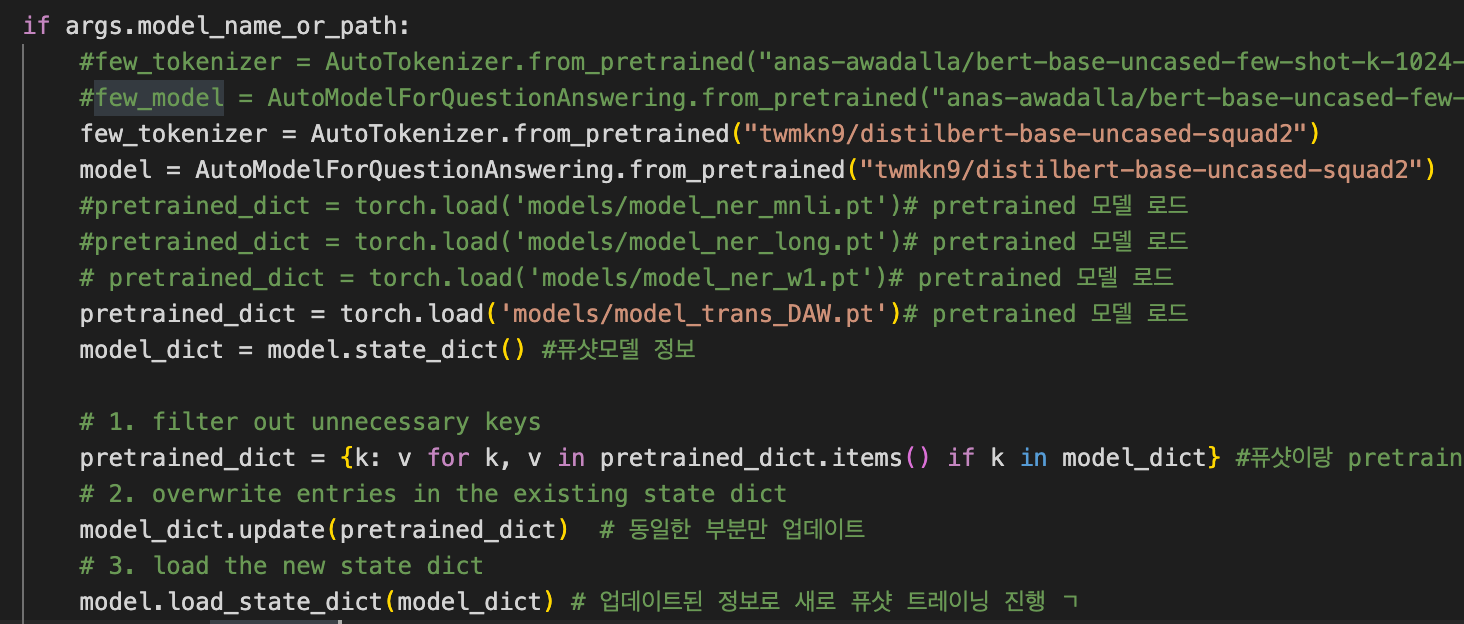 if args.model_name_or_path:
#few_tokenizer = AutoTokenizer.from_pretrained("anas-awadalla/bert-base-uncased-few-shot-k-1024-
#few_model = AutoModelForQuestionAnswering.from_pretrained("anas-awadalla/bert-base-uncased-few-
few_tokenizer = AutoTokenizer.from_pretrained("twmkn9/distilbert-base-uncased-squad2")
model = AutoModelForQuestionAnswering.from_pretrained("twmkn9/distilbert-base-uncased-squad2")
#pretrained_dict = torch.load('models/model_ner_mnli.pt')# pretrained 모델 로드
#pretrained_dict = torch.load('models/model_ner_long.pt')# pretrained 모델 로드
# pretrained_dict = torch.load('models/model_ner_w1.pt')# pretrained 모델 로드
pretrained_dict = torch.load('models/model_trans_DAW.pt')# pretrained 모델 로드
model_dict = model.state_dict() #퓨샷모델 정보
# 1. filter out unnecessary keys
pretrained_dict = {k: v for k, v in pretrained_dict.items() if k in model_dict} #퓨샷이랑 pretrain
# 2. overwrite entries in the existing state dict
model_dict.update(pretrained_dict)  # 동일한 부분만 업데이트
# 3. load the new state dict
model.load_state_dict(model_dict) # 업데이트된 정보로 새로 퓨샷 트레이닝 진행 ㄱ